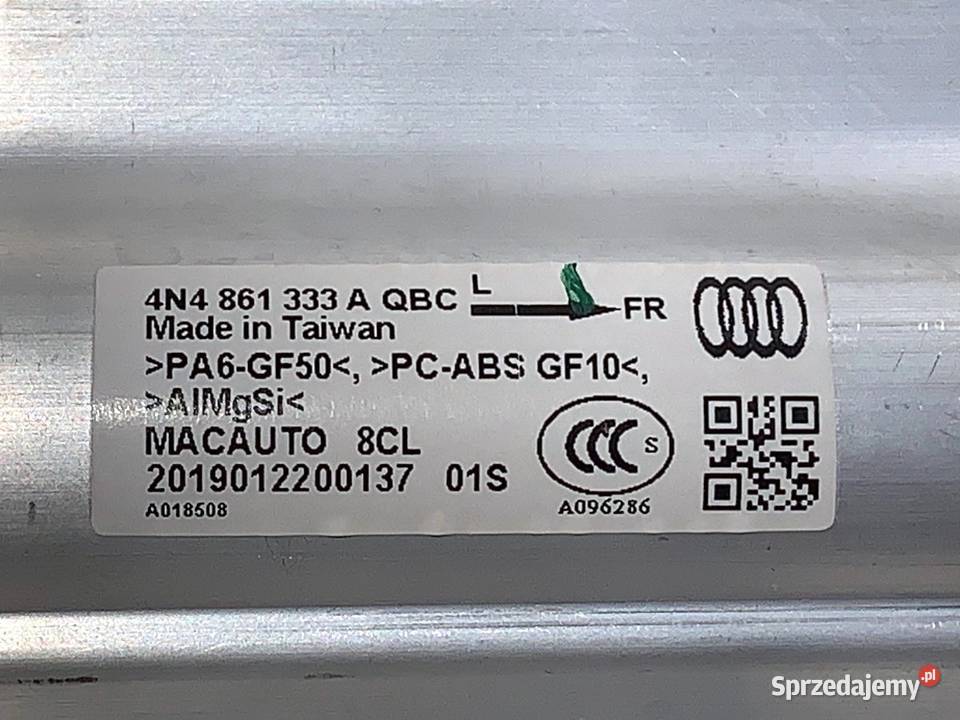 4N4 861 333 A QBC L FR
Made in Taiwan
>PA6-GF50<, >PC-ABS GF10<,
>AlMgSi<
MACAUTO 8CL
2019012200137 01S
A018508
CCC S
A096286
Sprzedajemy.pl